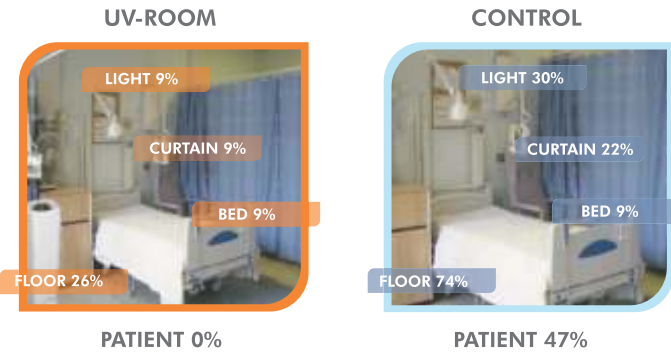 UV-ROOM
LIGHT 9%
CURTAIN 9%
BED 9%
FLOOR 26%
PATIENT 0%
CONTROL
LIGHT 30%
CURTAIN 22%
BED 9%
FLOOR 74%
PATIENT 47%